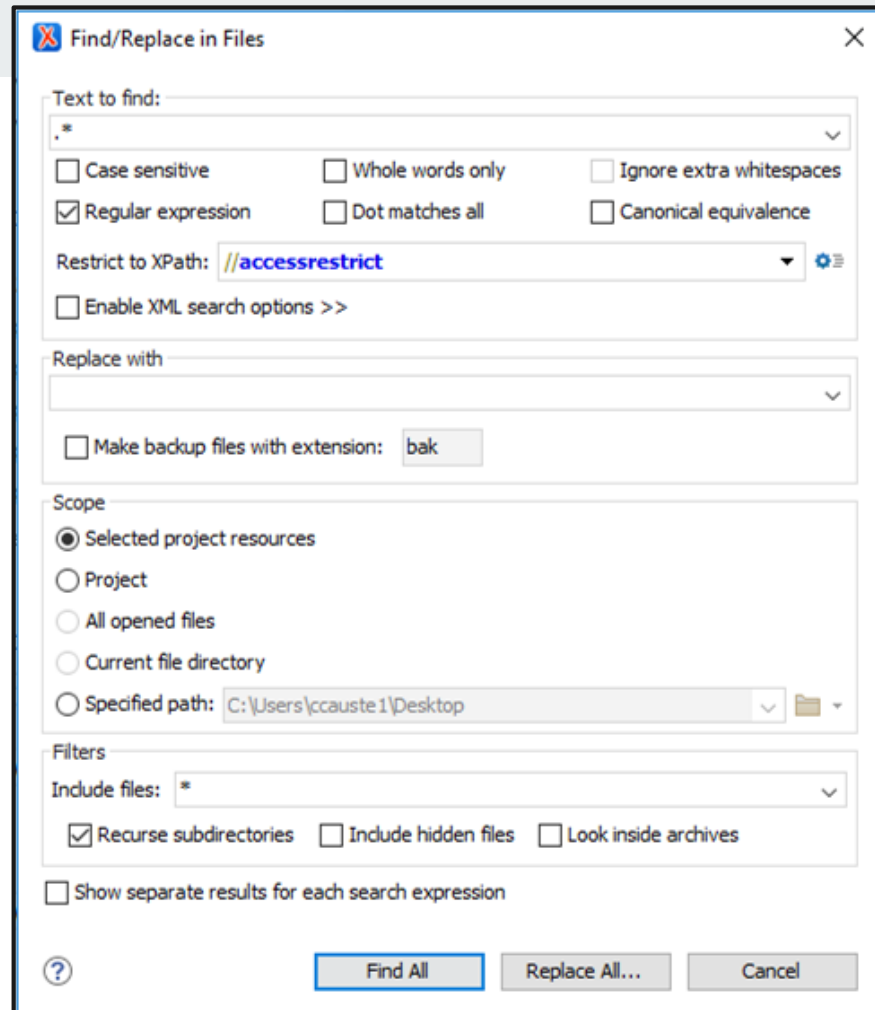 Find/Replace in Files
Text to find:
.*
Case sensitive Whole words only Ignore extra whitespaces
Regular expression Dot matches all Canonical equivalence
Restrict to XPath: //accessrestrict
Enable XML search options >>
Replace with
Make backup files with extension: bak
Scope
Selected project resources
Project
All opened files
Current file directory
Specified path: C:\Users\ccauste1\Desktop
Filters
Include files: *
Recurse subdirectories Include hidden files Look inside archives
Show separate results for each search expression
? Find All Replace All... Cancel